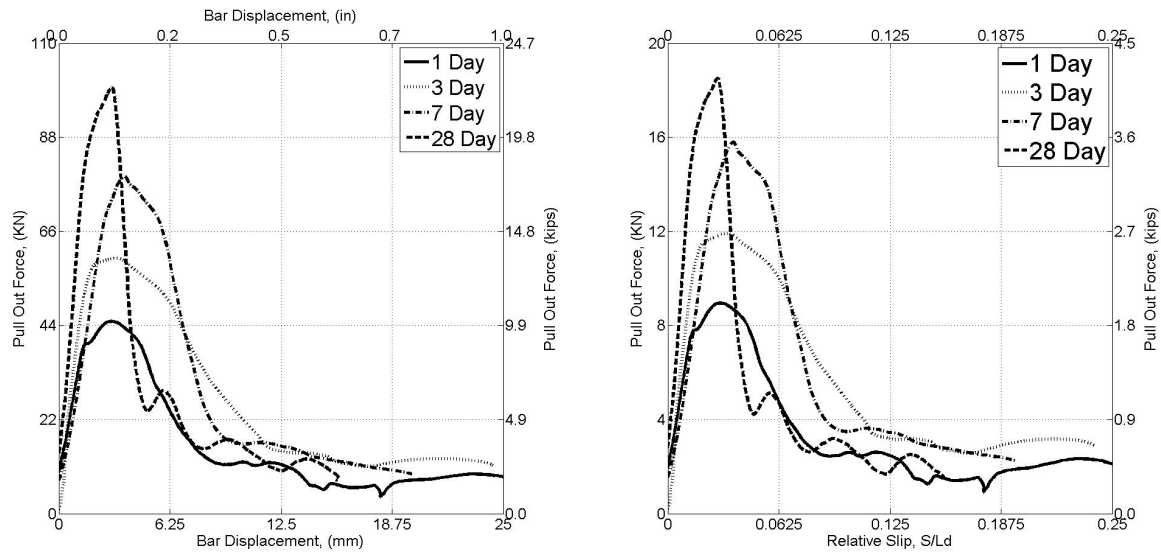 Bar Displacement, (in)
0.0 0.2 0.5 0.7 1.0
110 24.7
88 19.8
66 14.8
44 9.9
22 4.9
0 0.0
1 Day
3 Day
7 Day
28 Day
Pull Out Force, (KN)
Pull Out Force, (kips)
0 6.25 12.5 18.75 25
Bar Displacement, (mm)
0 0.0625 0.125 0.1875 0.25
20 4.5
16 3.6
12 2.7
8 1.8
4 0.9
0 0.0
1 Day
3 Day
7 Day
28 Day
Pull Out Force, (KN)
Pull Out Force, (kips)
0 0.0625 0.125 0.1875 0.25
Relative Slip, S/Ld